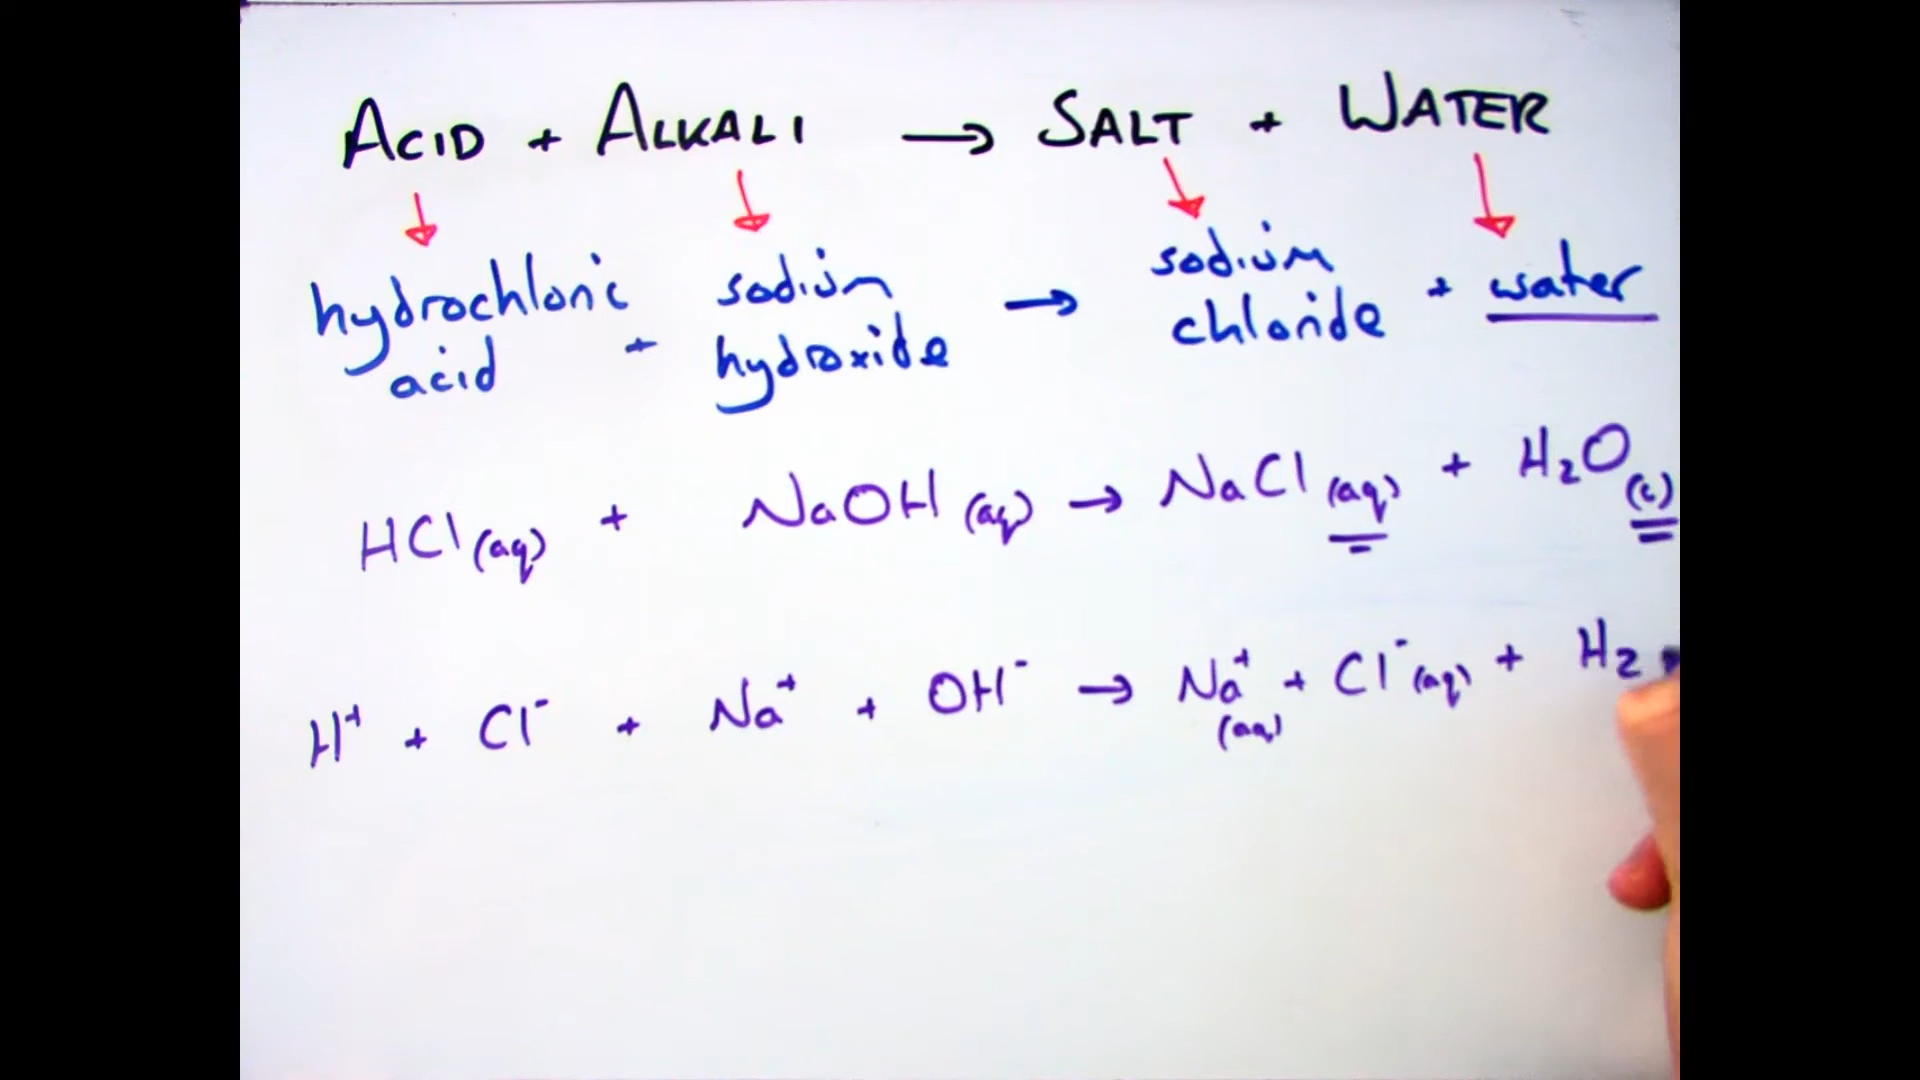 ACID + ALKALI → SALT + WATER
hydrochloric acid + sodium hydroxide → sodium chloride + water
HCl(aq) + NaOH(aq) → NaCl(aq) + H₂O(l)
H⁺ + Cl⁻ + Na⁺ + OH⁻ → Na⁺(aq) + Cl⁻(aq) + H₂